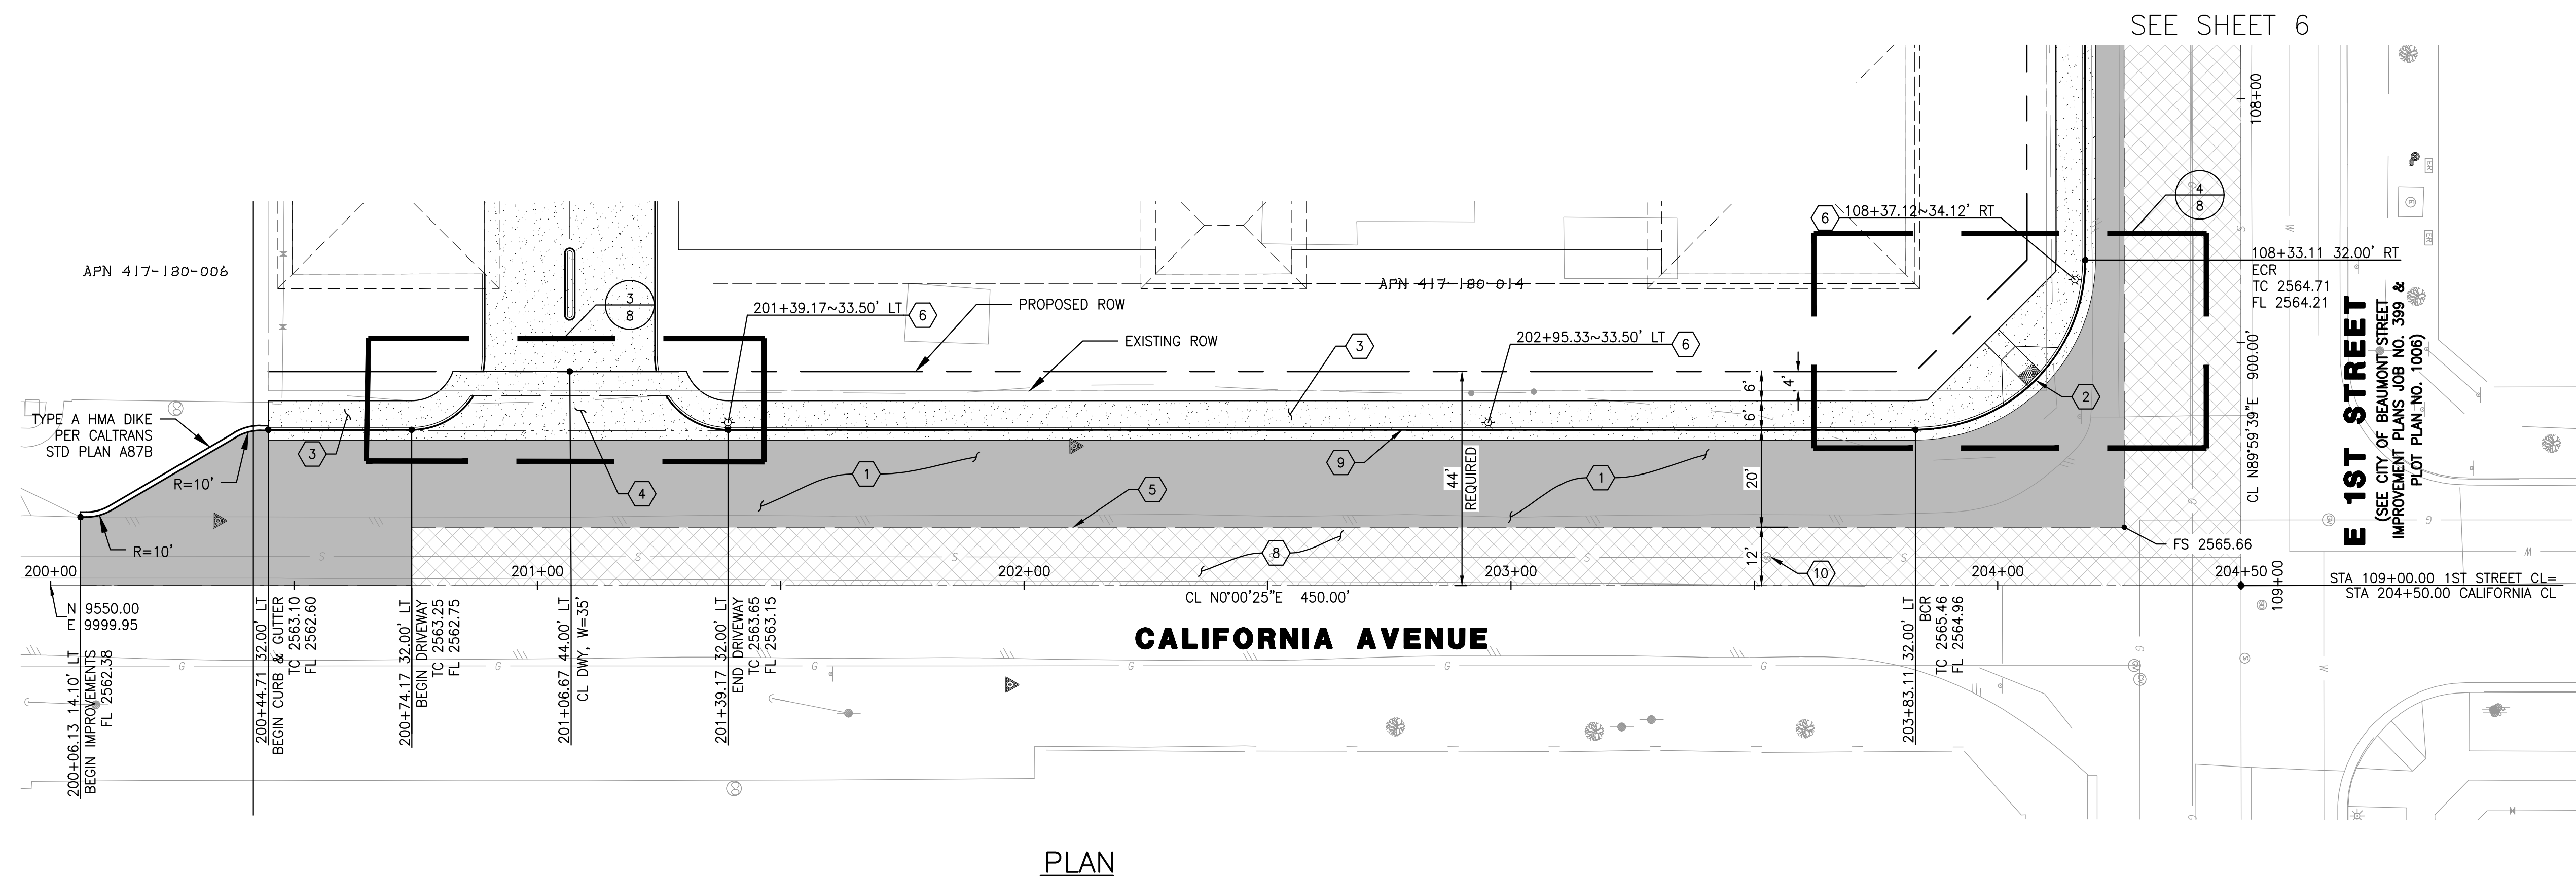 SEE SHEET 6
108+00
4
8
6
108+37.12~34.12' RT
108+33.11 32.00' RT
ECR
TC 2564.71
FL 2564.21
APN 417-180-006
APN 417-180-014
3
8
PROPOSED ROW
201+39.17~33.50' LT
6
EXISTING ROW
202+95.33~33.50' LT
6
3
2
6'
4'
6'
TYPE A HMA DIKE
PER CALTRANS
STD PLAN A87B
3
R=10'
R=10'
4
1
9
1
5
44'
REQUIRED
20'
12'
8
10
FS 2565.66
CL N89°59'39"E 900.00'
E 1ST STREET
(SEE CITY OF BEAUMONT STREET
IMPROVEMENT PLANS JOB NO. 399 &
PLOT PLAN NO. 1006)
200+00
201+00
202+00
203+00
204+00
204+50
109+00
STA 109+00.00 1ST STREET CL=
STA 204+50.00 CALIFORNIA CL
N 9550.00
E 9999.95
CL N0°00'25"E 450.00'
CALIFORNIA AVENUE
200+06.13 14.10' LT
BEGIN IMPROVEMENTS
FL 2562.38
200+44.71 32.00' LT
BEGIN CURB & GUTTER
TC 2563.10
FL 2562.60
200+74.17 32.00' LT
BEGIN DRIVEWAY
TC 2563.25
FL 2562.75
201+06.67 44.00' LT
CL DWY, W=35'
201+39.17 32.00' LT
END DRIVEWAY
TC 2563.65
FL 2563.15
203+83.11 32.00' LT
BCR
TC 2565.46
FL 2564.96
S
S
S
S
S
S
G
G
G
G
G
G
W
W
W
PLAN